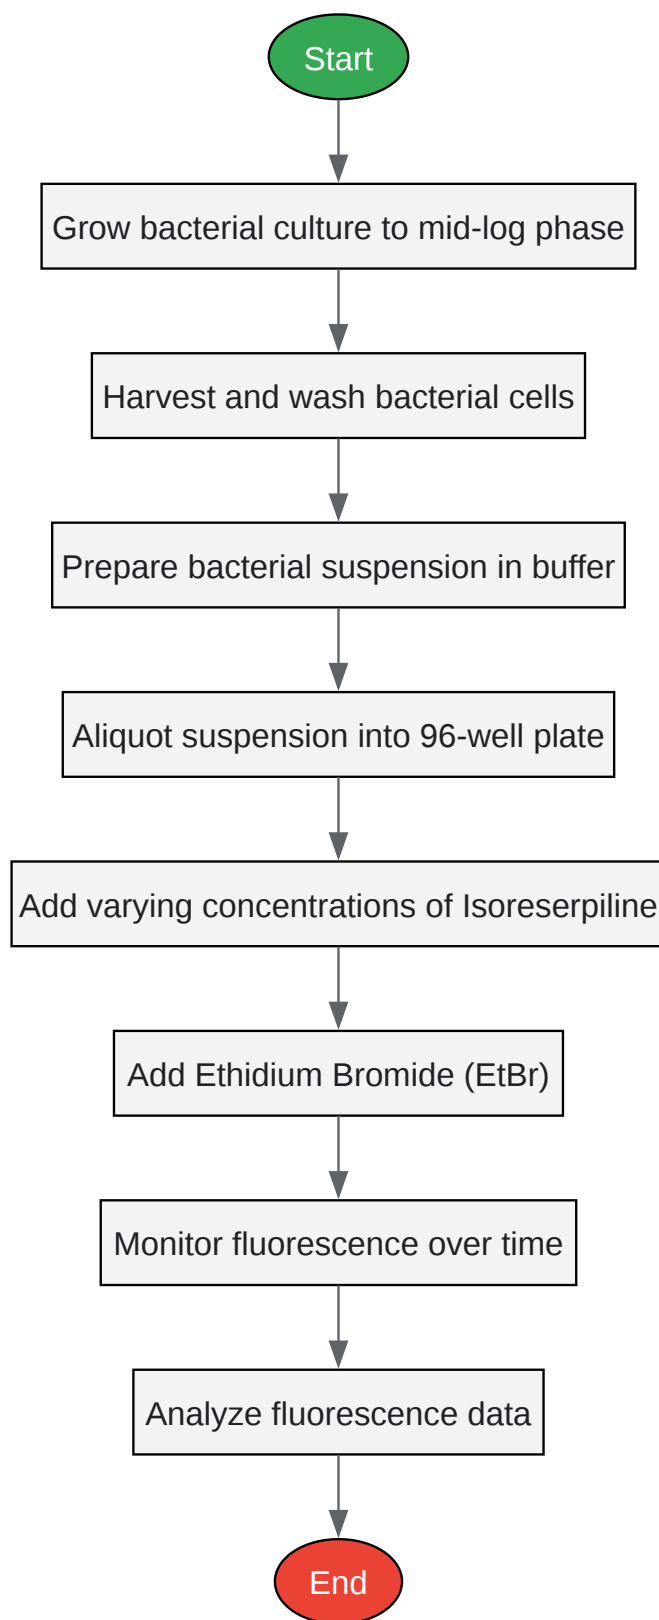 Start
Grow bacterial culture to mid-log phase
Harvest and wash bacterial cells
Prepare bacterial suspension in buffer
Aliquot suspension into 96-well plate
Add varying concentrations of Isoreserpiline
Add Ethidium Bromide (EtBr)
Monitor fluorescence over time
Analyze fluorescence data
End